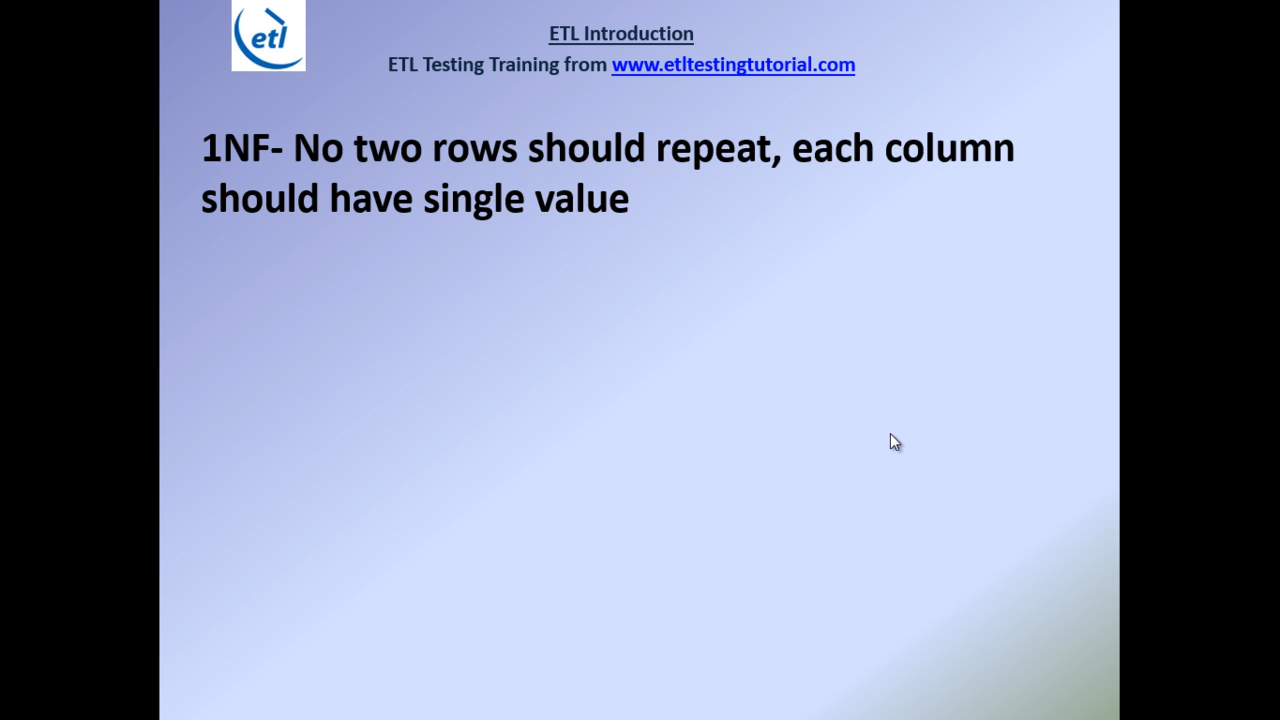 etl
ETL Introduction
ETL Testing Training from www.etltestingtutorial.com
1NF- No two rows should repeat, each column
should have single value